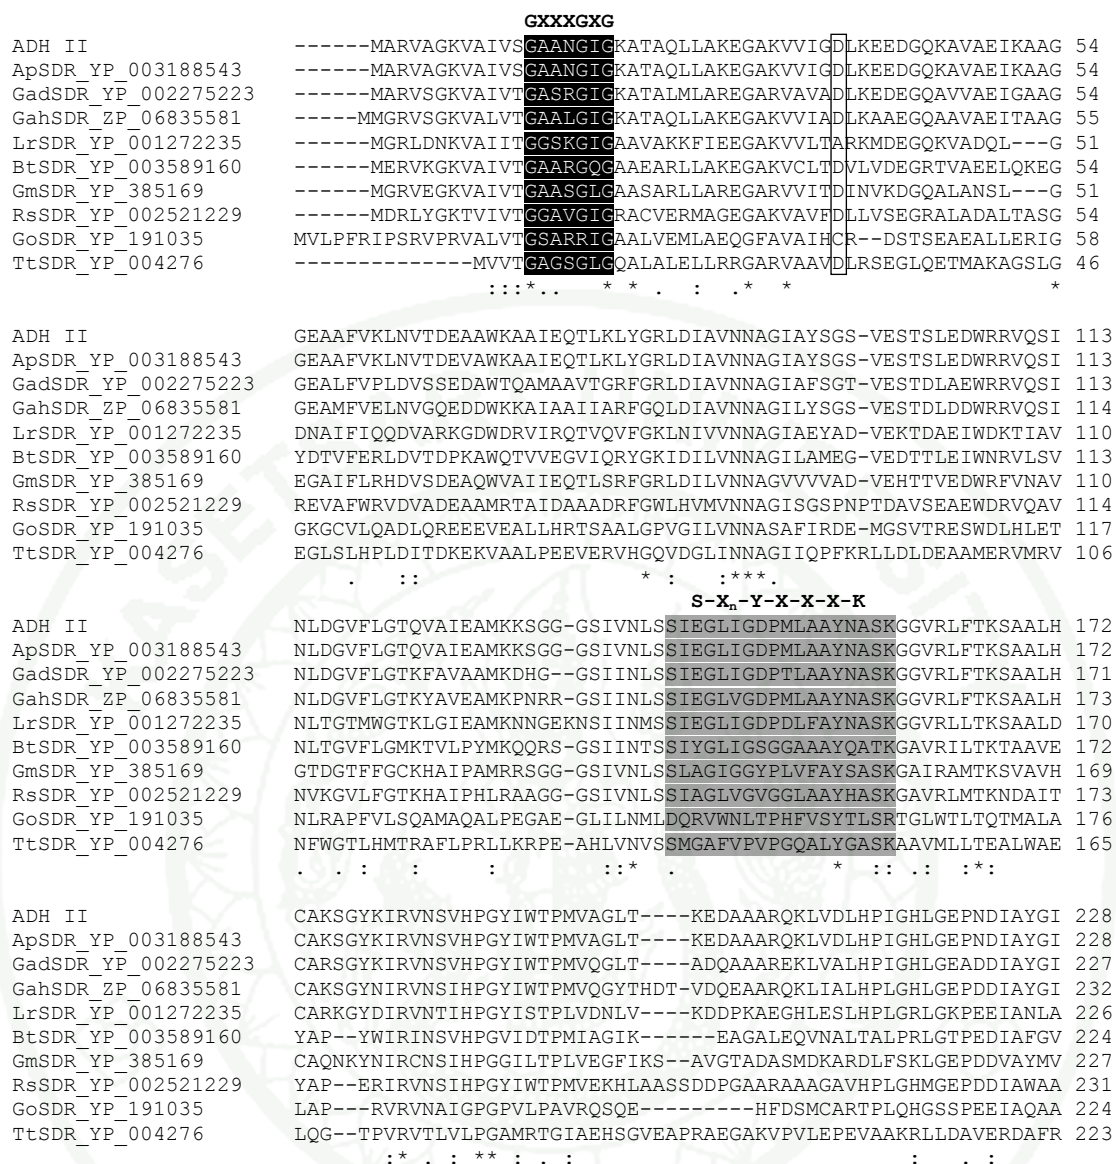 GXXXGXG
ADH II ------MARVAGKVAIVSGAANGIGKATAQLLAKEGAKVVIGDLKEEDGQKAVAEIKAAG 54
ApSDR_YP_003188543 ------MARVAGKVAIVSGAANGIGKATAQLLAKEGAKVVIGDLKEEDGQKAVAEIKAAG 54
GadSDR_YP_002275223 ------MARVSGKVAIVTGASRGIGKATALMLAREGARVAVADLKEDEGQAVVAEIGAAG 54
GahSDR_ZP_06835581 -----MMGRVSGKVALVTGAALGIGKATAQLLAKEGAKVVIADLKAAEGQAAVAEITAAG 55
LrSDR_YP_001272235 ------MGRLDNKVAIITGGSKGIGAAVAKKFIEEGAKVVLTARKMDEGQKVADQL---G 51
BtSDR_YP_003589160 ------MERVKGKVAIVTGAARGQGAAEARLLAKEGAKVCLTDVLVDEGRTVAEELQKEG 54
GmSDR_YP_385169 ------MGRVEGKVAIVTGAASGLGAASARLLAREGARVVITDINVKDGQALANSL---G 51
RsSDR_YP_002521229 ------MDRLYGKTVIVTGGAVGIGRACVERMAGEGAKVAVFDLLVSEGRALADALTASG 54
GoSDR_YP_191035 MVLPFRIPSRVPRVALVTGSARRIGAALVEMLAEQGFAVAIHCR--DSTSEAEALLERIG 58
TtSDR_YP_004276 --------------MVVTGAGSGLGQALALELLRRGARVAAVDLRSEGLQETMAKAGSLG 46
:::*.. * * . : .* * *
ADH II GEAAFVKLNVTDEAAWKAAIEQTLKLYGRLDIAVNNAGIAYSGS-VESTSLEDWRRVQSI 113
ApSDR_YP_003188543 GEAAFVKLNVTDEVAWKAAIEQTLKLYGRLDIAVNNAGIAYSGS-VESTSLEDWRRVQSI 113
GadSDR_YP_002275223 GEALFVPLDVSSEDAWTQAMAAVTGRFGRLDIAVNNAGIAFSGT-VESTDLAEWRRVQSI 113
GahSDR_ZP_06835581 GEAMFVELNVGQEDDWKKAIAAIIARFGQLDIAVNNAGILYSGS-VESTDLDDWRRVQSI 114
LrSDR_YP_001272235 DNAIFIQQDVARKGDWDRVIRQTVQVFGKLNIVVNNAGIAEYAD-VEKTDAEIWDKTIAV 110
BtSDR_YP_003589160 YDTVFERLDVTDPKAWQTVVEGVIQRYGKIDILVNNAGILAMEG-VEDTTLEIWNRVLSV 113
GmSDR_YP_385169 EGAIFLRHDVSDEAQWVAIIEQTLSRFGRLDILVNNAGVVVVAD-VEHTTVEDWRFVNAV 110
RsSDR_YP_002521229 REVAFWRVDVADEAAMRTAIDAAADRFGWLHVMVNNAGISGSPNPTDAVSEAEWDRVQAV 114
GoSDR_YP_191035 GKGCVLQADLQREEEVEALLHRTSAALGPVGILVNNASAFIRDE-MGSVTRESWDLHLET 117
TtSDR_YP_004276 EGLSLHPLDITDKEKVAALPEEVERVHGQVDGLINNAGIIQPFKRLLDLDEAAMERVMRV 106
. :: * : :***.
S-Xn-Y-X-X-X-K
ADH II NLDGVFLGTQVAIEAMKKSGG-GSIVNLSSIEGLIGDPMLAAYNASKGGVRLFTKSAALH 172
ApSDR_YP_003188543 NLDGVFLGTQVAIEAMKKSGG-GSIVNLSSIEGLIGDPMLAAYNASKGGVRLFTKSAALH 172
GadSDR_YP_002275223 NLDGVFLGTKFAVAAMKDHG--GSIINLSSIEGLIGDPTLAAYNASKGGVRLFTKSAALH 171
GahSDR_ZP_06835581 NLDGVFLGTKYAVEAMKPNRR-GSIINLSSIEGLVGDPMLAAYNASKGGVRLFTKSAALH 173
LrSDR_YP_001272235 NLTGTMWGTKLGIEAMKNNGEKNSIINMSSIEGLIGDPDLFAYNASKGGVRLLTKSAALD 170
BtSDR_YP_003589160 NLTGVFLGMKTVLPYMKQQRS-GSIINTSSIYGLIGSGGAAAYQATKGAVRILTKTAAVE 172
GmSDR_YP_385169 GTDGTFFGCKHAIPAMRRSGG-GSIVNLSSLAGIGGYPLVFAYSASKGAIRAMTKSVAVH 169
RsSDR_YP_002521229 NVKGVLFGTKHAIPHLRAAGG-GSIVNLSSIAGLVGVGGLAAYHASKGAVRLMTKNDAIT 173
GoSDR_YP_191035 NLRAPFVLSQAMAQALPEGAE-GLILNMLDQRVWNLTPHFVSYTLSRTGLWTLTQTMALA 176
TtSDR_YP_004276 NFWGTLHMTRAFLPRLLKRPE-AHLVNVSSMGAFVPVPGQALYGASKAAVMLLTEALWAE 165
. . : : : ::* . * :: .: :*:
ADH II CAKSGYKIRVNSVHPGYIWTPMVAGLT----KEDAAARQKLVDLHPIGHLGEPNDIAYGI 228
ApSDR_YP_003188543 CAKSGYKIRVNSVHPGYIWTPMVAGLT----KEDAAARQKLVDLHPIGHLGEPNDIAYGI 228
GadSDR_YP_002275223 CARSGYKIRVNSVHPGYIWTPMVQGLT----ADQAAAREKLVALHPIGHLGEADDIAYGI 227
GahSDR_ZP_06835581 CAKSGYNIRVNSVHPGYIWTPMVQGYTHDT-VDQEAARQKLIALHPLGHLGEPDDIAYGI 232
LrSDR_YP_001272235 CARKGYDIRVNTIHPGYISTPLVDNLV----KDDPKAEGHLESLHPLGRLGKPEEIANLA 226
BtSDR_YP_003589160 YAP--YWIRINSVHPGVIDTPMIAGIK------EAGALEQVNALTALPRLGTPEDIAFGV 224
GmSDR_YP_385169 CAQNKYNIRCNSIHPGGILTPLVEGFIKS--AVGTADASMDKARDLFSKLGEPDDVAYMV 227
RsSDR_YP_002521229 YAP--ERIRVNSIHPGYIWTPMVEKHLAASSDDPGAARAAAGAVHPLGHMGEPDDIAWAA 231
GoSDR_YP_191035 LAP---RVRVNAIGPGPVLPAVRQSQE---------HFDSMCARTPLQHGSSPEEIAQAA 224
TtSDR_YP_004276 LQG--TPVRVTLVLPGAMRTGIAEHSGVEAPRAEGAKVPVLEPEVAAKRLLDAVERDAFR 223
:* . : ** : . : : . :